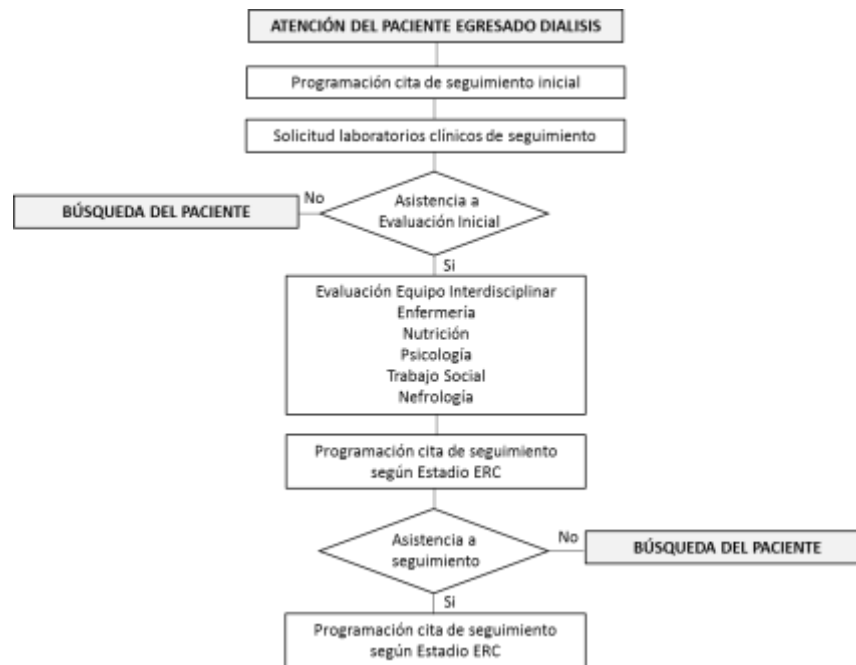 ATENCIÓN DEL PACIENTE EGRESADO DIALISIS
Programación cita de seguimiento inicial
Solicitud laboratorios clínicos de seguimiento
Asistencia a
Evaluación Inicial
No
BÚSQUEDA DEL PACIENTE
Si
Evaluación Equipo Interdisciplinar
Enfermería
Nutrición
Psicología
Trabajo Social
Nefrología
Programación cita de seguimiento
según Estadio ERC
Asistencia a
seguimiento
No
BÚSQUEDA DEL PACIENTE
Si
Programación cita de seguimiento
según Estadio ERC